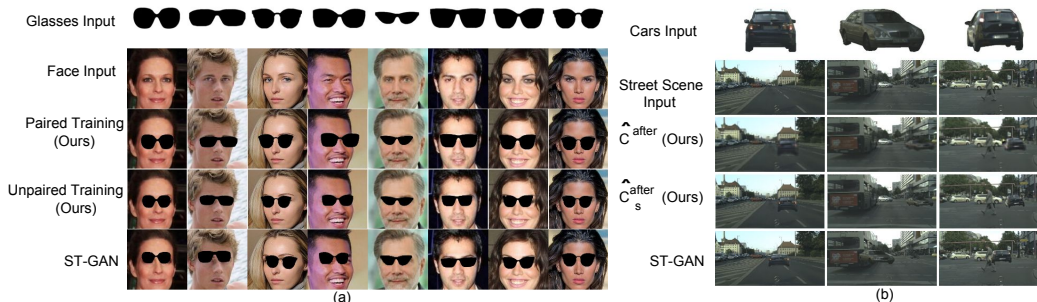 Glasses Input
Face Input
Paired Training
(Ours)
Unpaired Training
(Ours)
ST-GAN
(a)
Cars Input
Street Scene
Input
Ĉ after (Ours)
Ĉ after s (Ours)
ST-GAN
(b)